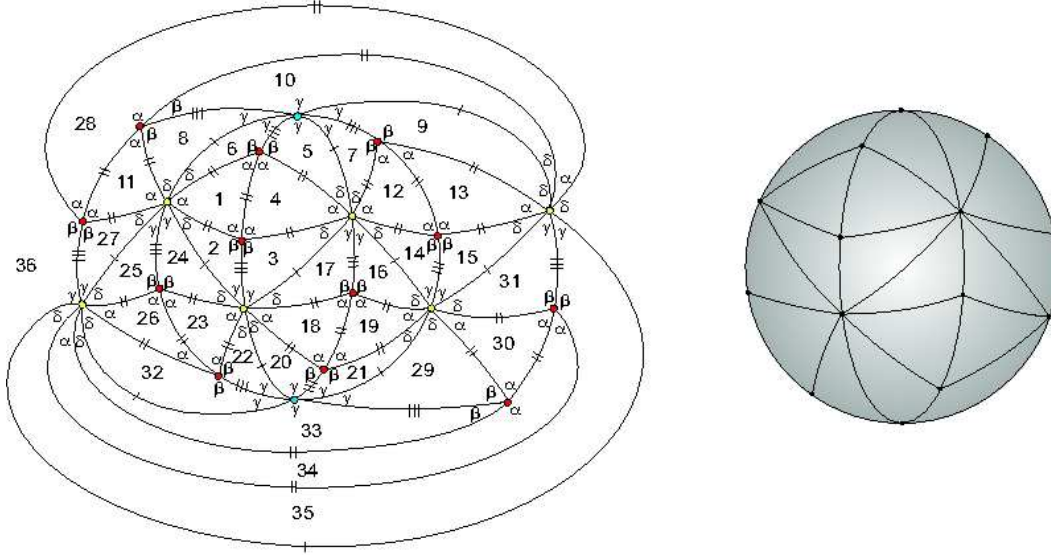 10
β γ
28 α γ γ γ γ 9
β 8 β β
α 6 β β 5 7
α α α α
11 δ δ δ δ 12 13 δ δ
α α α 1 4 α α α α
27 δ δ δ α α δ δ α α δ δ
β β γ γ 2 β β γ γ β β γ γ
36 25 24 3 17 16 14 15 31
γ γ β β γ γ β β γ γ β β
δ α α δ α α α δ α α
α δ 26 23 α δ 18 19 δ α
δ δ 22 20 21 29 30
32 α β β β β α
β γ γ γ γ β α
33
34
35